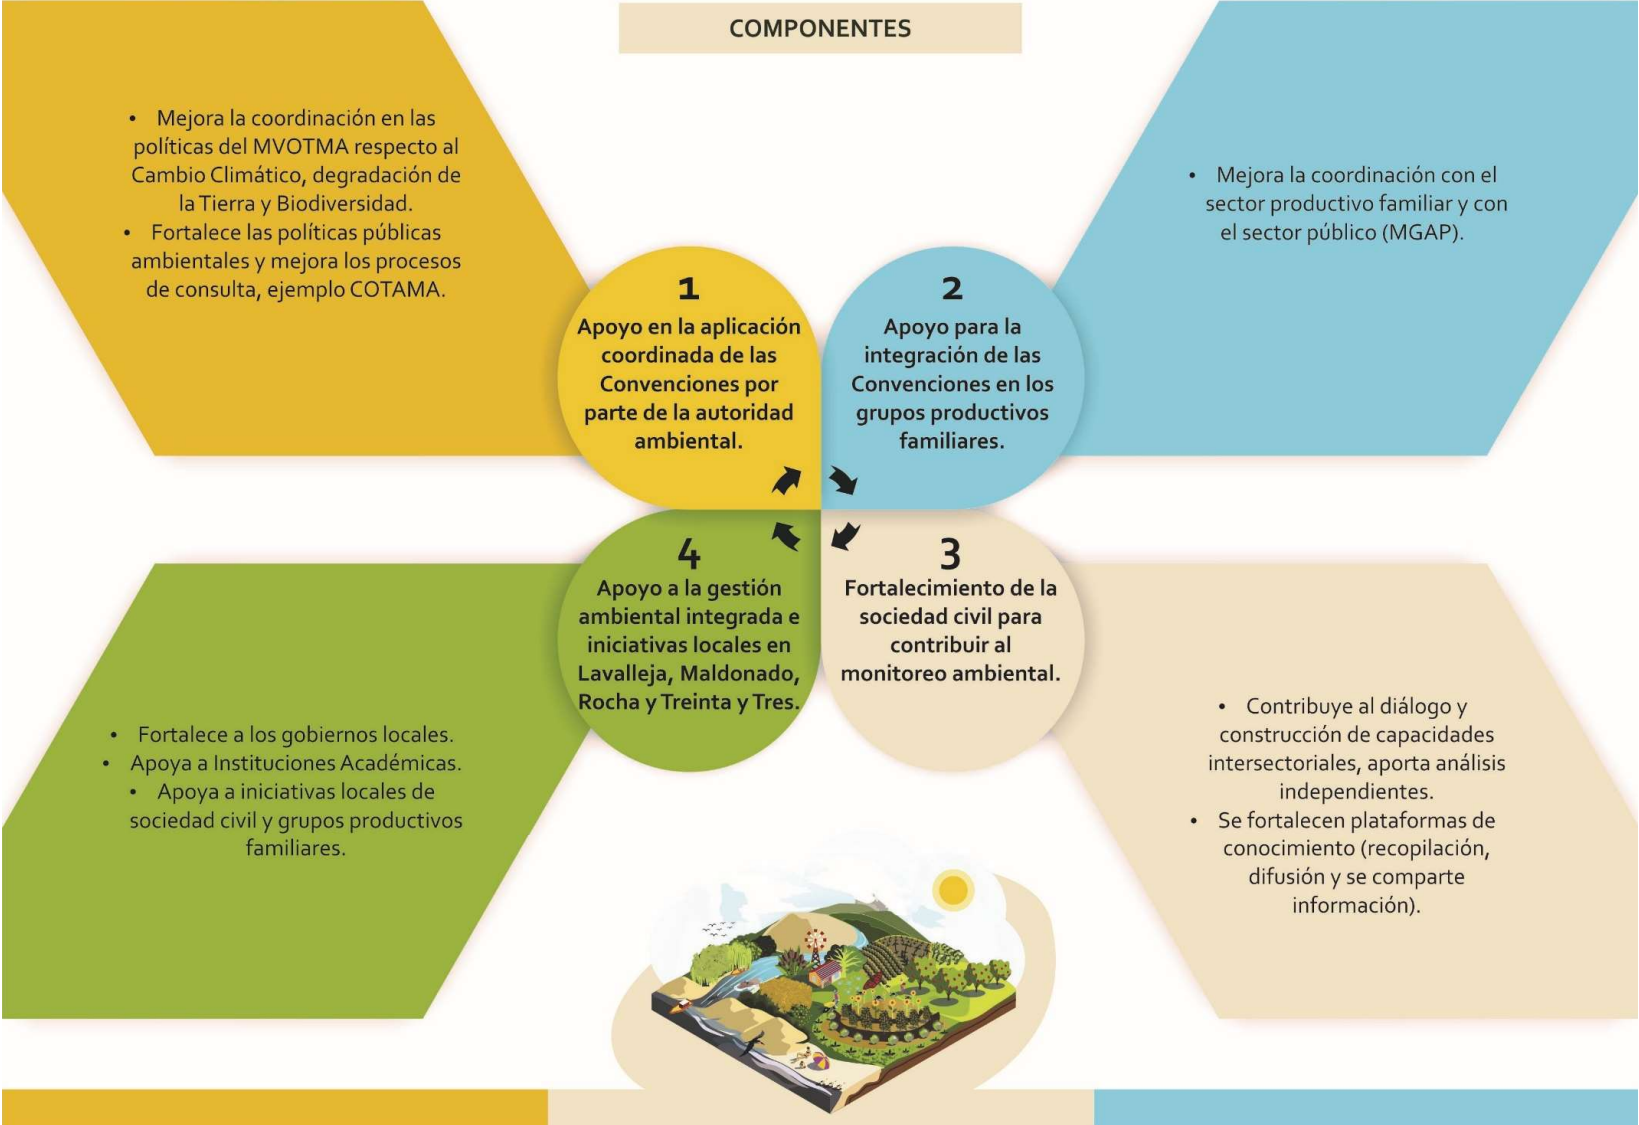 COMPONENTES
• Mejora la coordinación en las
políticas del MVOTMA respecto al
Cambio Climático, degradación de
la Tierra y Biodiversidad.
• Fortalece las políticas públicas
ambientales y mejora los procesos
de consulta, ejemplo COTAMA.
1
Apoyo en la aplicación
coordinada de las
Convenciones por
parte de la autoridad
ambiental.
2
Apoyo para la
integración de las
Convenciones en los
grupos productivos
familiares.
• Mejora la coordinación con el
sector productivo familiar y con
el sector público (MGAP).
3
Fortalecimiento de la
sociedad civil para
contribuir al
monitoreo ambiental.
• Contribuye al diálogo y
construcción de capacidades
intersectoriales, aporta análisis
independientes.
• Se fortalecen plataformas de
conocimiento (recopilación,
difusión y se comparte
información).
4
Apoyo a la gestión
ambiental integrada e
iniciativas locales en
Lavalleja, Maldonado,
Rocha y Treinta y Tres.
• Fortalece a los gobiernos locales.
• Apoya a Instituciones Académicas.
• Apoya a iniciativas locales de
sociedad civil y grupos productivos
familiares.